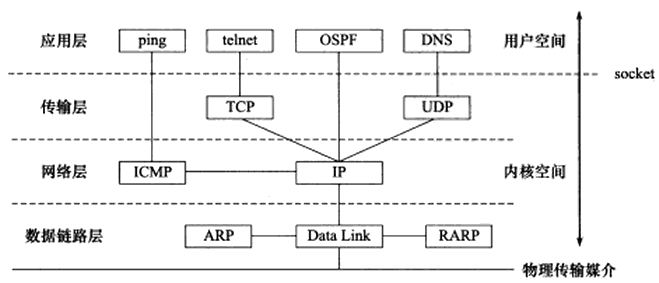 应用层 ping telnet OSPF DNS 用户空间
socket
传输层 TCP UDP
网络层 ICMP IP 内核空间
数据链路层 ARP Data Link RARP
物理传输媒介